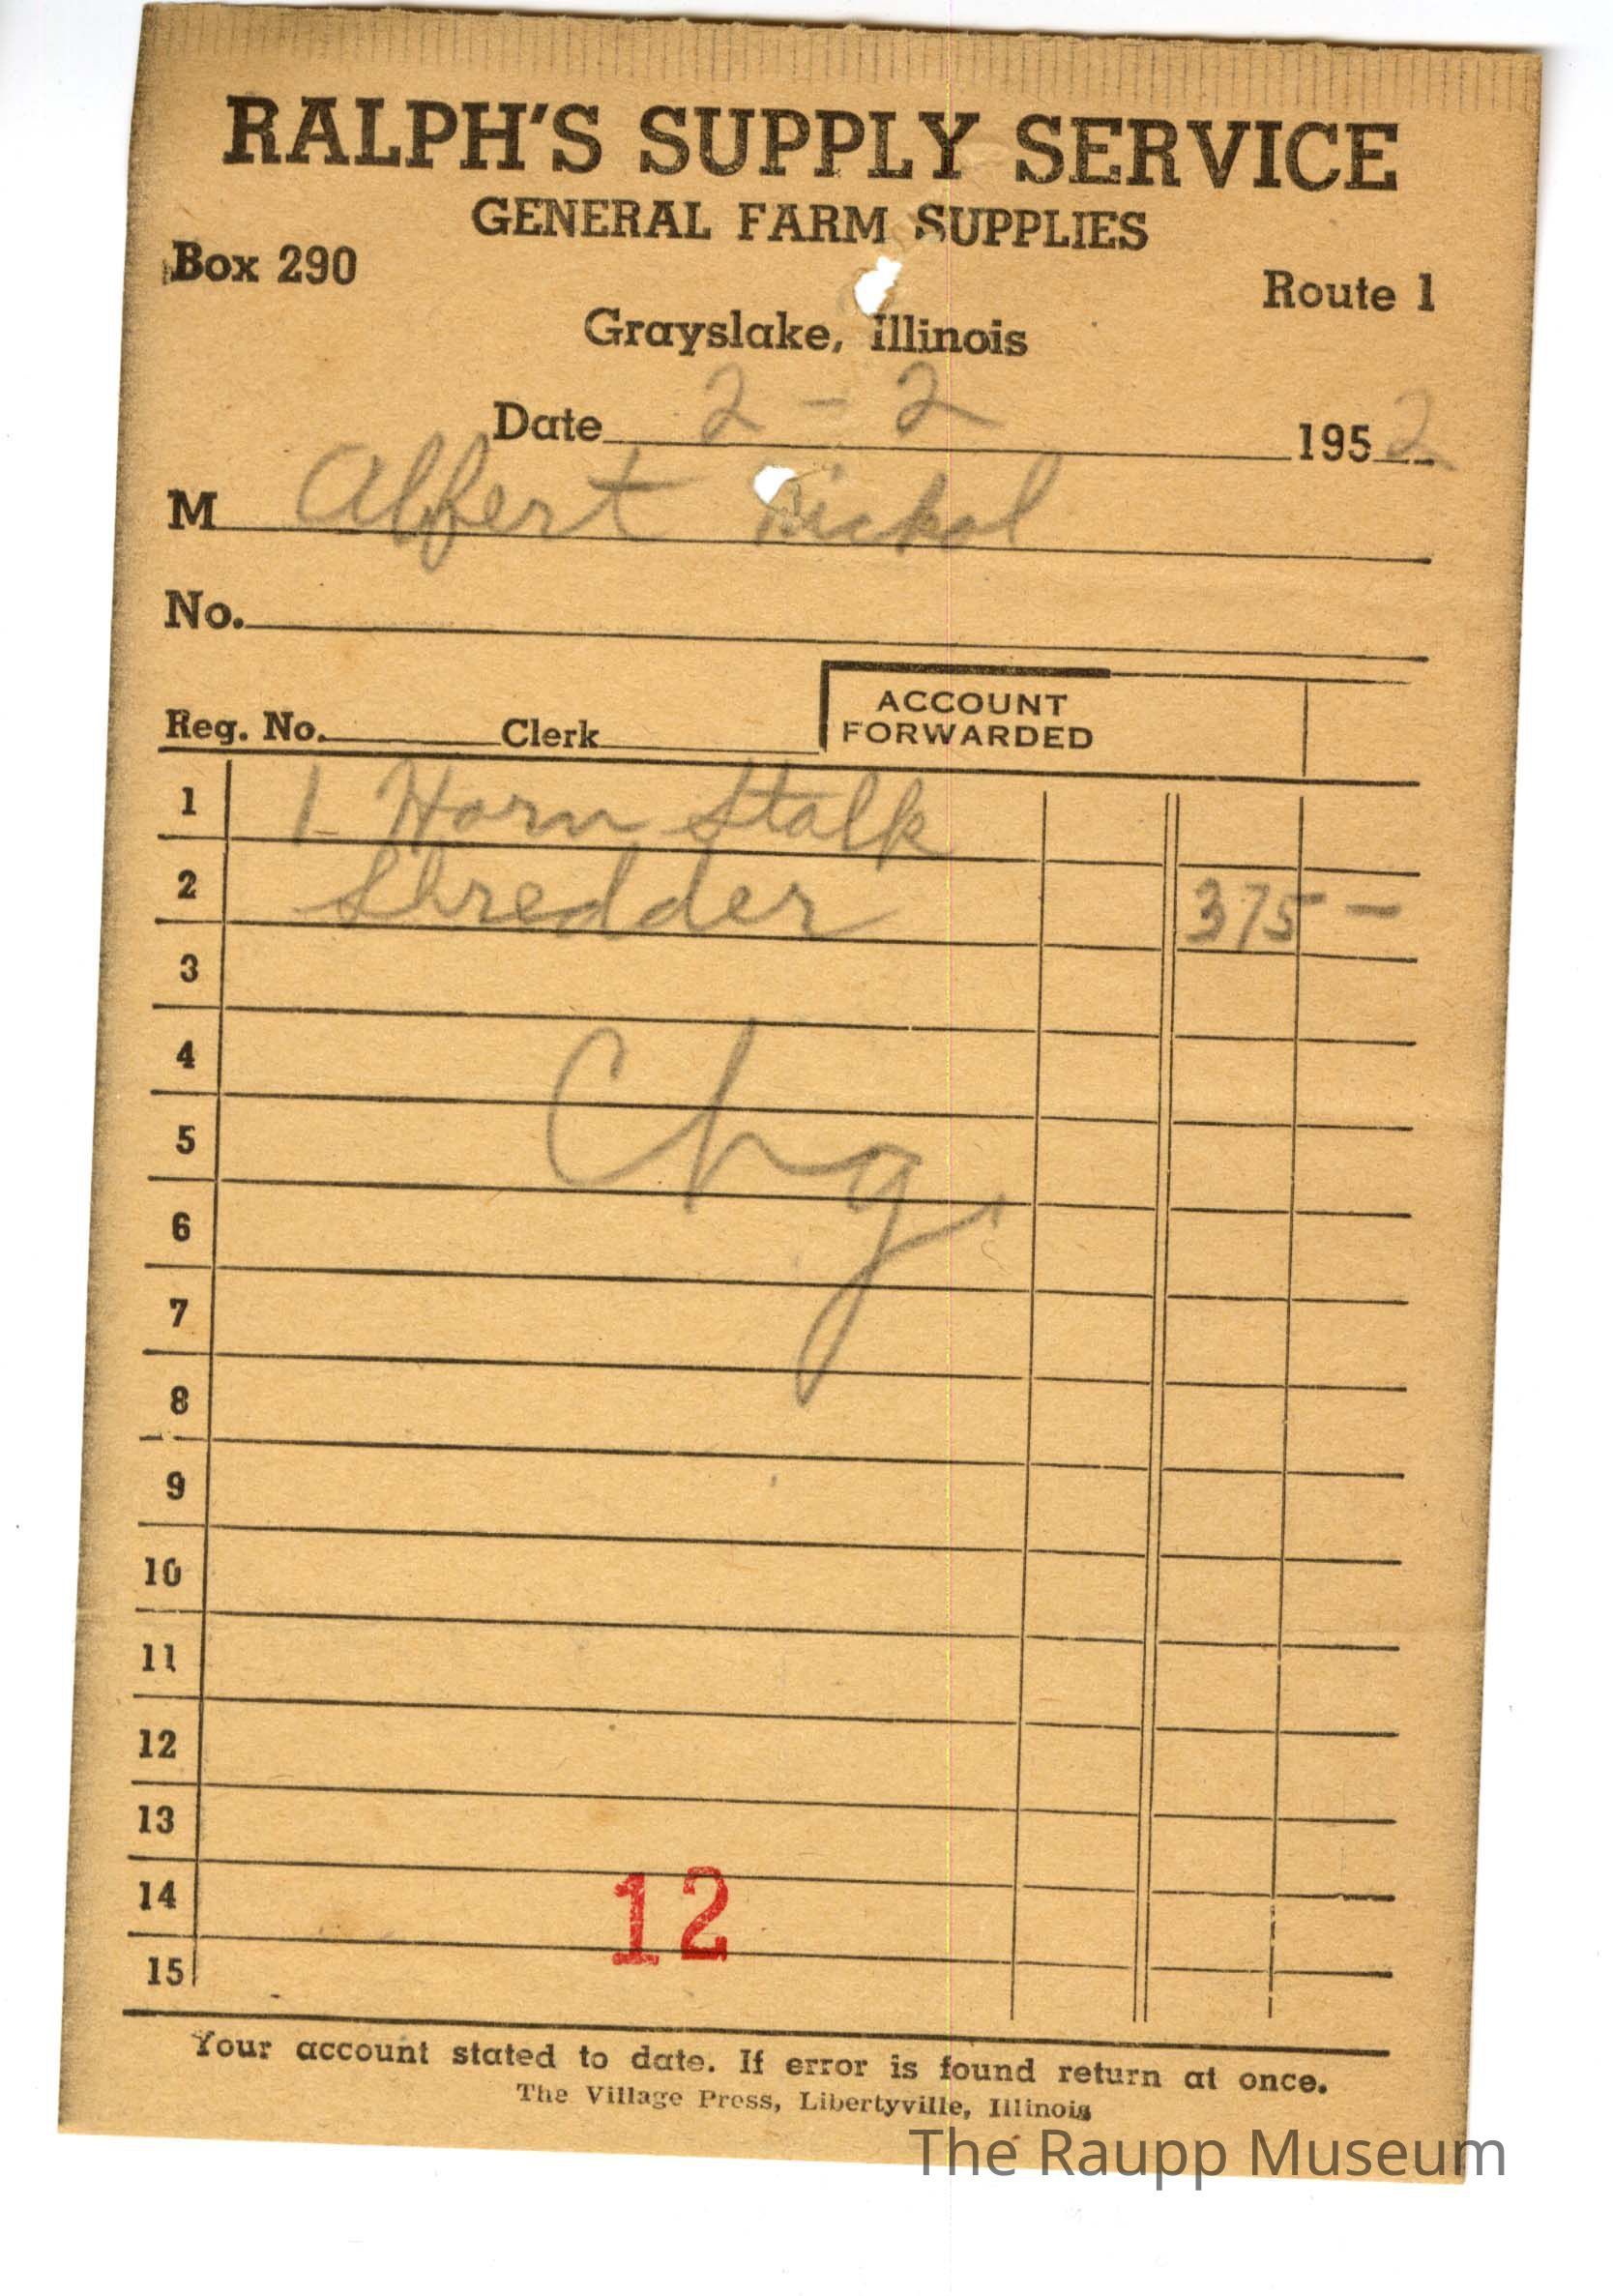 RALPH'S SUPPLY SERVICE
GENERAL FARM SUPPLIES
Box 290
Route 1
Grayslake, Illinois
Date 2 - 2 1952
M Albert
No.
Reg. No. Clerk
ACCOUNT
FORWARDED
1 1 Horn Stalk
2 Shredder 375 -
3
4
Chg.
5
6
7
8
9
10
11
12
13
14
12
15
Your account stated to date. If error is found return at once.
The Village Press, Libertyville, Illinois
The Raupp Museum